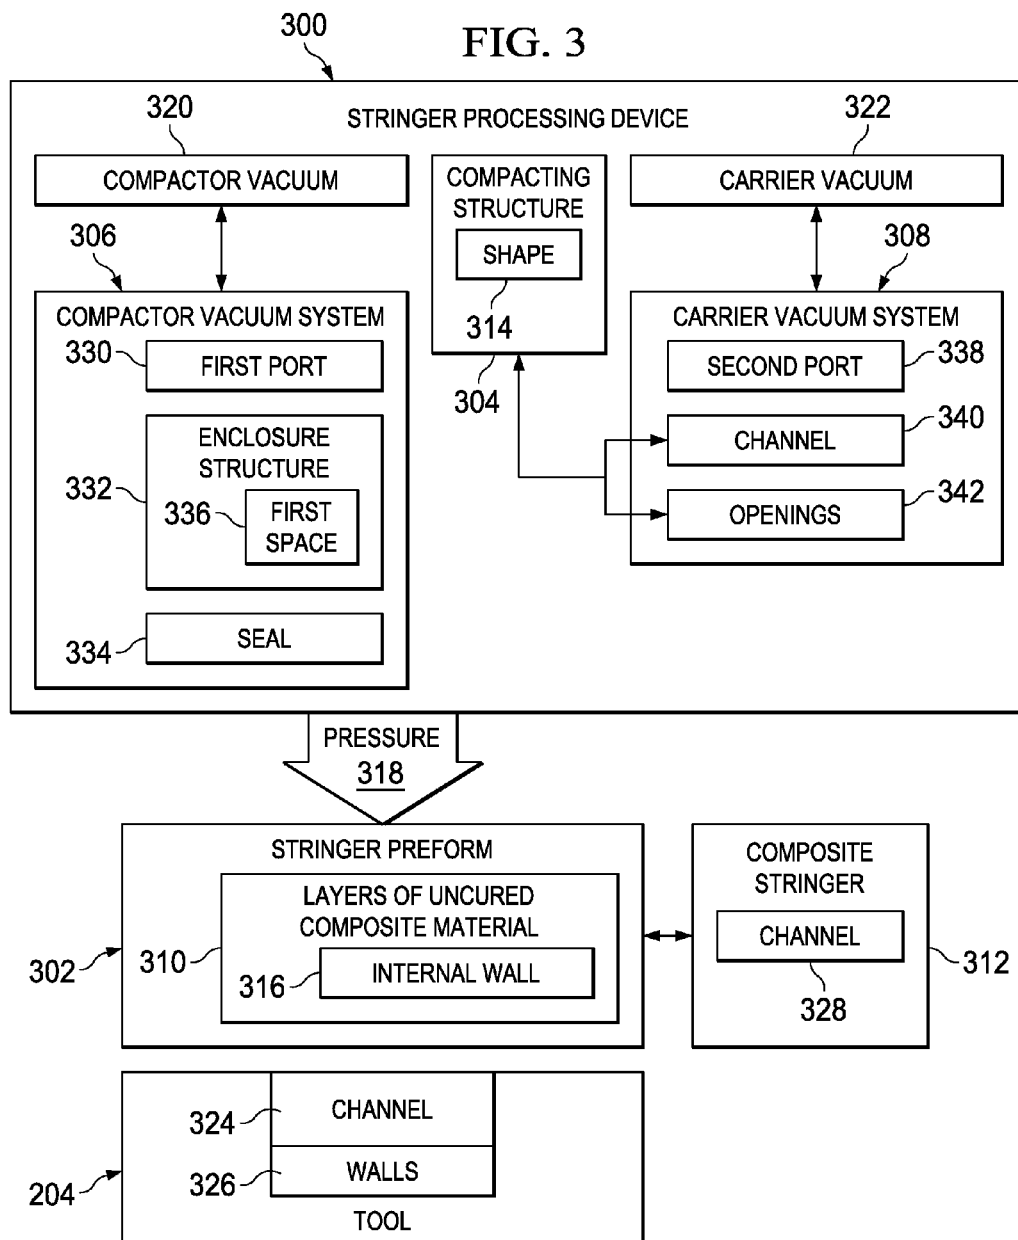 FIG. 3
300
STRINGER PROCESSING DEVICE
320
COMPACTOR VACUUM
COMPACTING
STRUCTURE
SHAPE
314
304
322
CARRIER VACUUM
306
COMPACTOR VACUUM SYSTEM
330
FIRST PORT
332
ENCLOSURE
STRUCTURE
336
FIRST
SPACE
334
SEAL
308
CARRIER VACUUM SYSTEM
SECOND PORT
338
CHANNEL
340
OPENINGS
342
PRESSURE
318
STRINGER PREFORM
302
310
LAYERS OF UNCURED
COMPOSITE MATERIAL
316
INTERNAL WALL
COMPOSITE
STRINGER
CHANNEL
328
312
204
324
CHANNEL
326
WALLS
TOOL